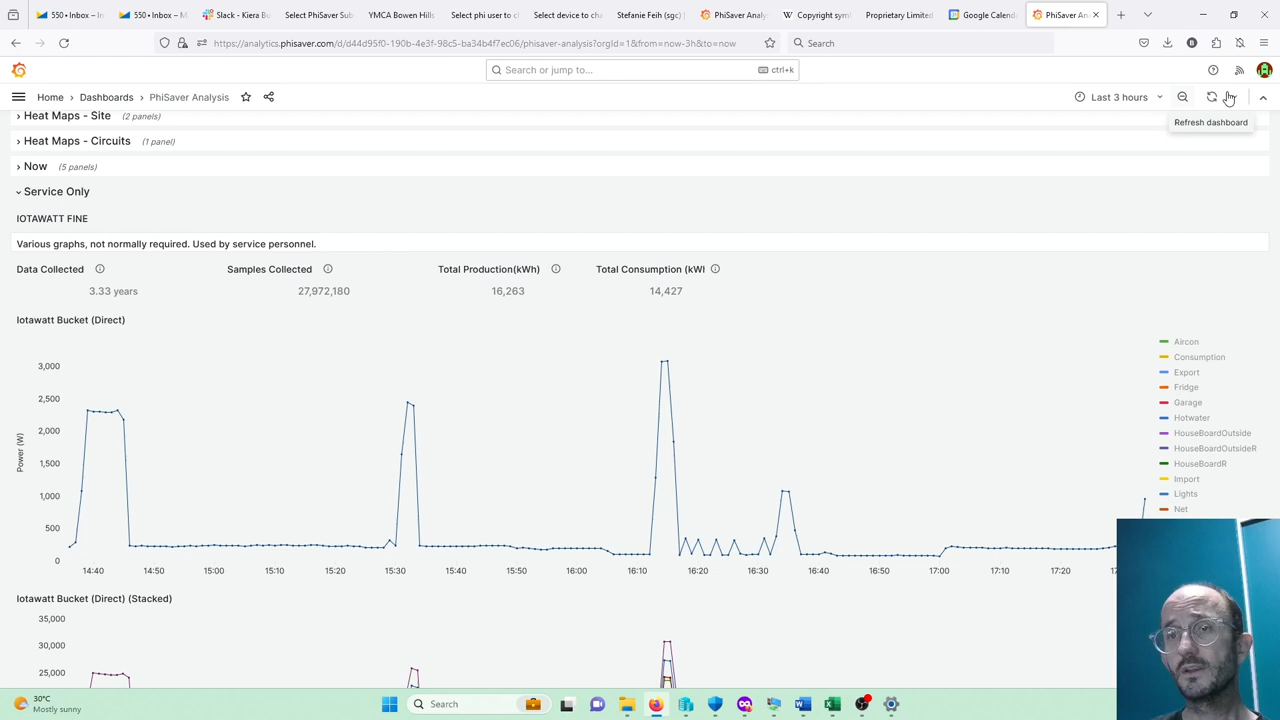 550 • Inbox – (in
550 • Inbox — M
Slack - Kiera Bu
Select PhiSaver Sub
YMCA Bowen Hills
Select phi user to c
Select device to cha
Stefanie Feih (sgc) |
PhiSaver Analys
Copyright symb
Proprietary Limited
Google Calenda
PhiSaver An
https://analytics.phisaver.com/d/d44d95f0-190b-4e3f-98c5-ba34b4f7ec06/phisaver-analysis?orgId=1&from=now-3h&to=now
Search
Search or jump to...
ctrl+k
Home
Dashboards
PhiSaver Analysis
Last 3 hours
Refresh dashboard
Heat Maps - Site (2 panels)
Heat Maps - Circuits (1 panel)
Now (5 panels)
Service Only
IOTAWATT FINE
Various graphs, not normally required. Used by service personnel.
Data Collected
Samples Collected
Total Production(kWh)
Total Consumption (kWl
3.33 years
27,972,180
16,263
14,427
Iotawatt Bucket (Direct)
3,000
2,500
2,000
1,500
1,000
500
0
Power (W)
14:40 14:50 15:00 15:10 15:20 15:30 15:40 15:50 16:00 16:10 16:20 16:30 16:40 16:50 17:00 17:10 17:20
Aircon
Consumption
Export
Fridge
Garage
Hotwater
HouseBoardOutside
HouseBoardOutsideR
HouseBoardR
Import
Lights
Net
Iotawatt Bucket (Direct) (Stacked)
35,000
30,000
25,000
30°C
Mostly sunny
Search